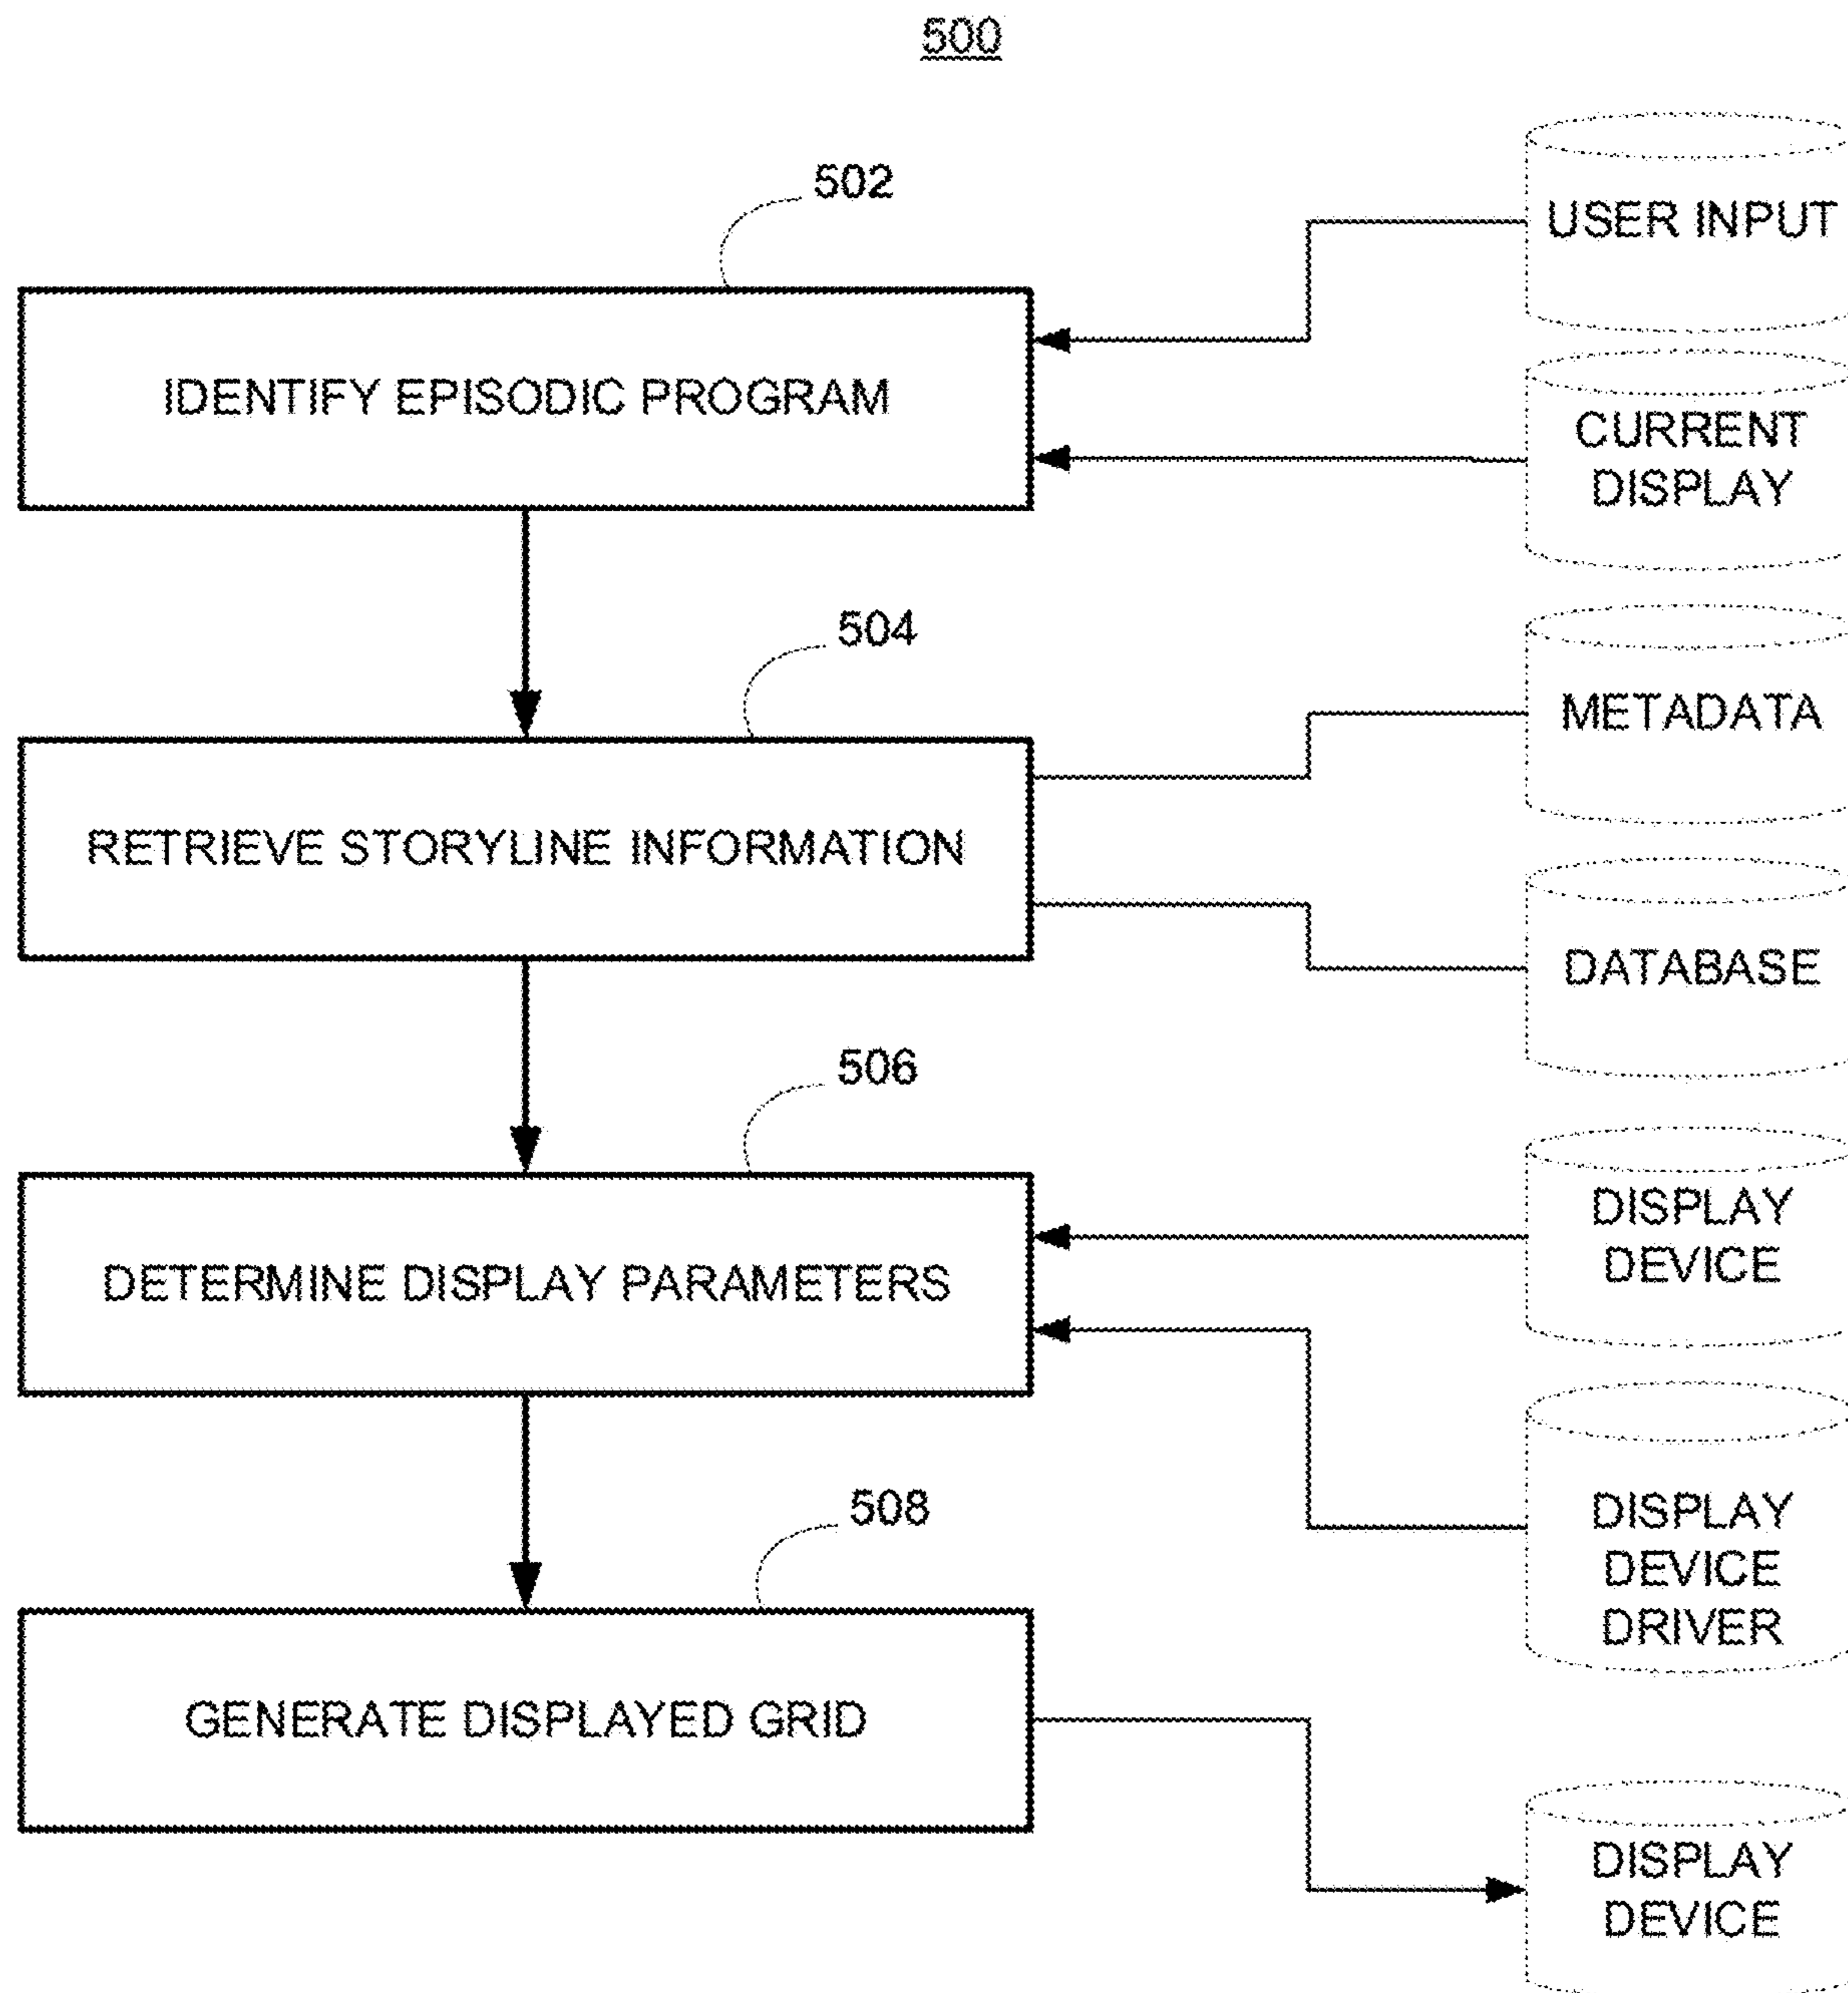 500
502
USER INPUT
IDENTIFY EPISODIC PROGRAM
CURRENT
DISPLAY
504
METADATA
RETRIEVE STORYLINE INFORMATION
DATABASE
506
DISPLAY
DEVICE
DETERMINE DISPLAY PARAMETERS
508
DISPLAY
DEVICE
DRIVER
GENERATE DISPLAYED GRID
DISPLAY
DEVICE